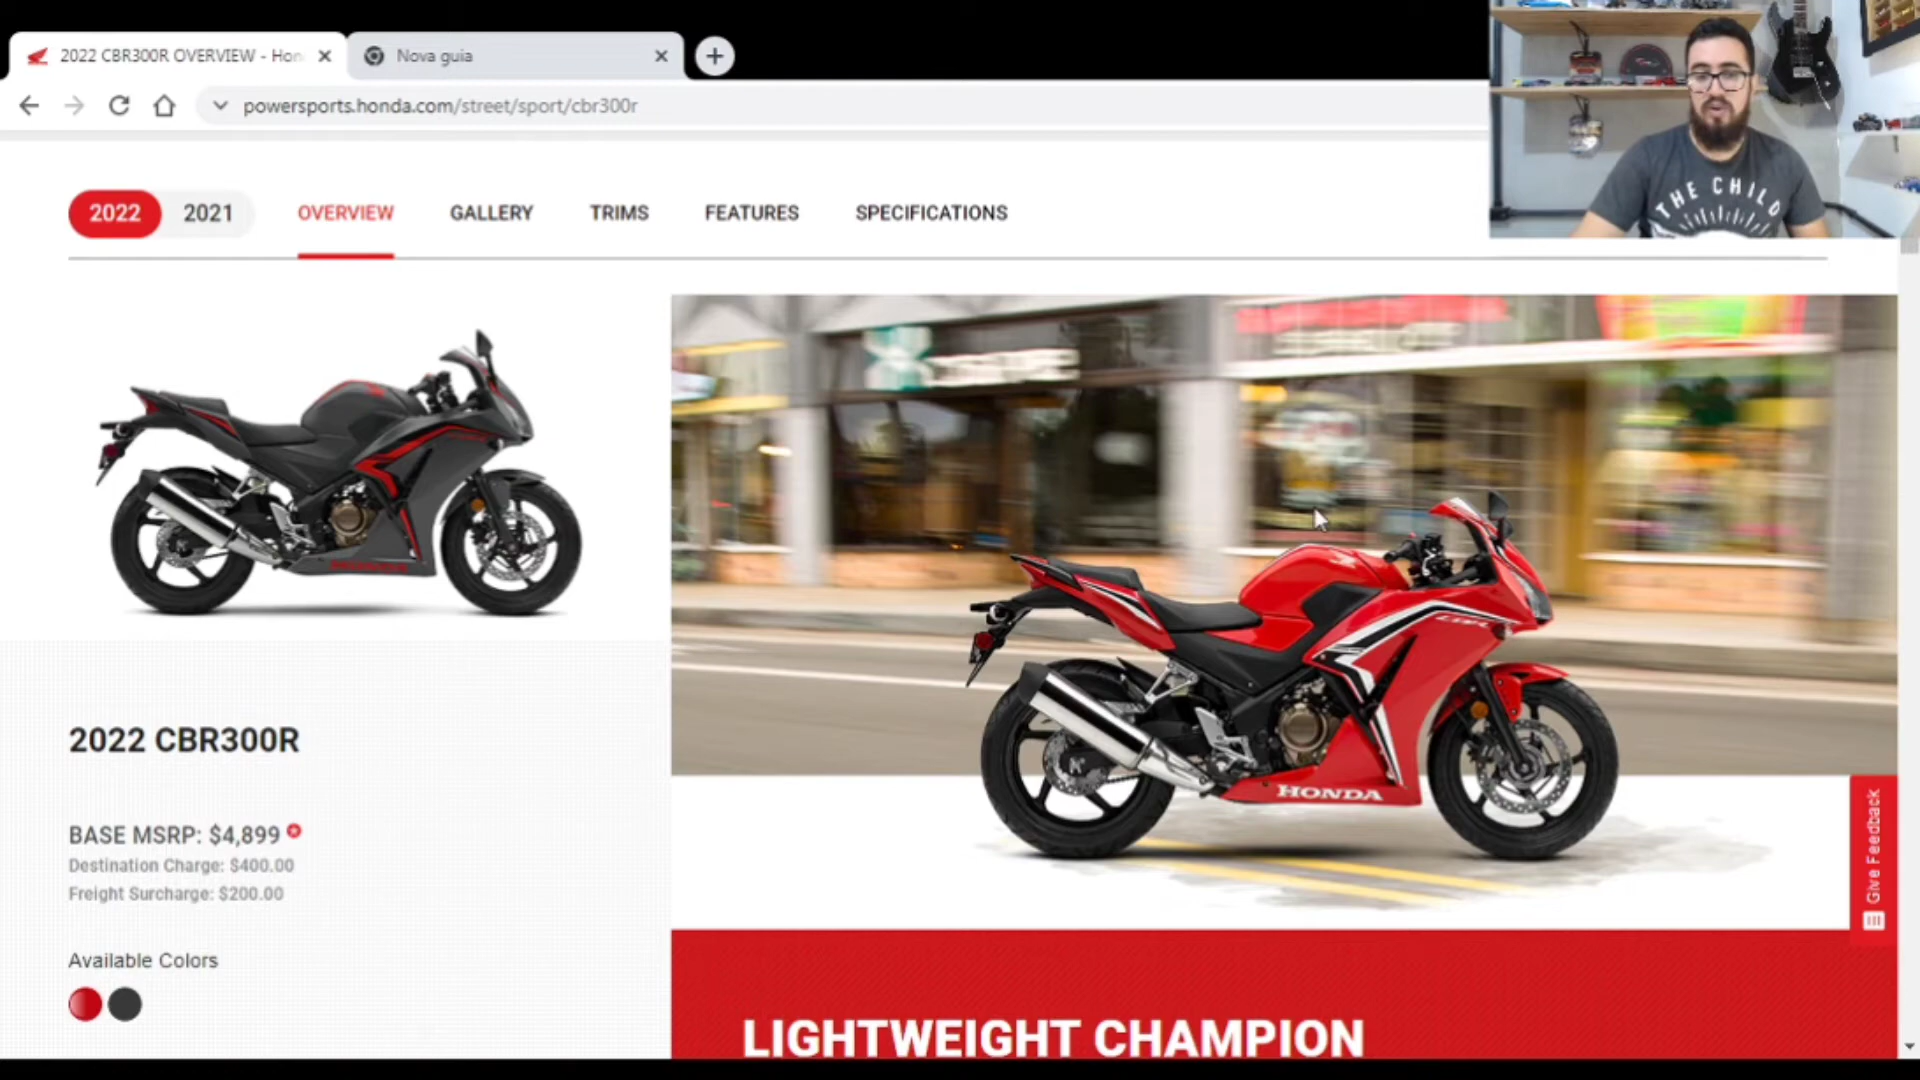 2022 CBR300R OVERVIEW - Hon
Nova guia
powersports.honda.com/street/sport/cbr300r
THE CHILD
2022 2021 OVERVIEW GALLERY TRIMS FEATURES SPECIFICATIONS
HONDA
2022 CBR300R
BASE MSRP: $4,899
Destination Charge: $400.00
Freight Surcharge: $200.00
Available Colors
Give Feedback
LIGHTWEIGHT CHAMPION